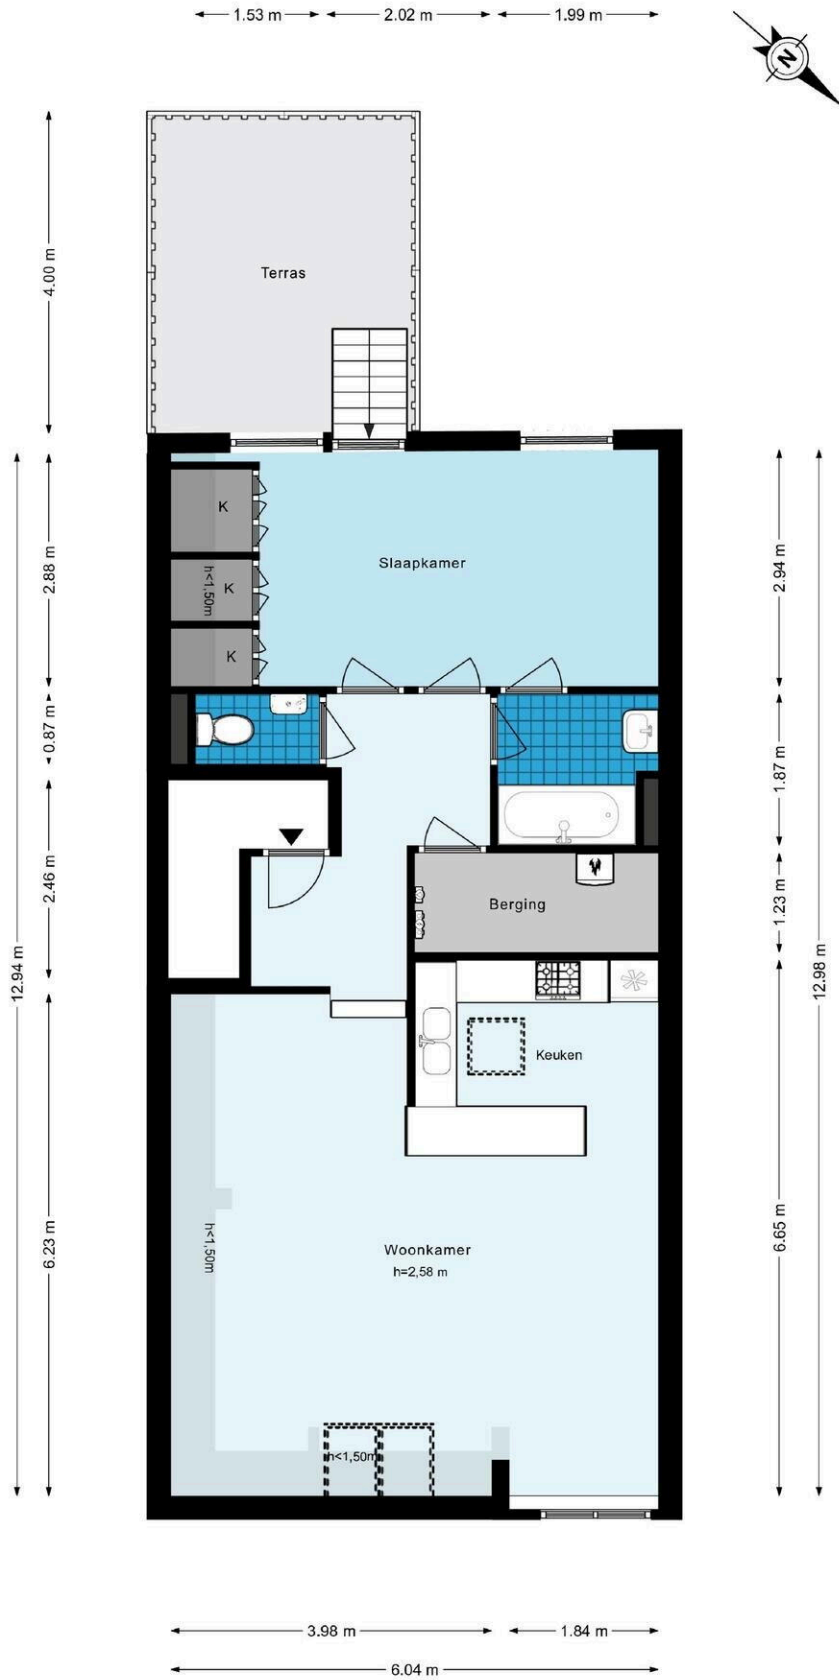 1.53 m
2.02 m
1.99 m
N
4.00 m
Terras
12.94 m
2.88 m
K
K
h<1,50m
K
Slaapkamer
2.94 m
12.98 m
0.87 m
1.87 m
2.46 m
Berging
1.23 m
Keuken
6.23 m
h<1,50m
Woonkamer
h=2,58 m
6.65 m
h<1,50m
3.98 m
1.84 m
6.04 m